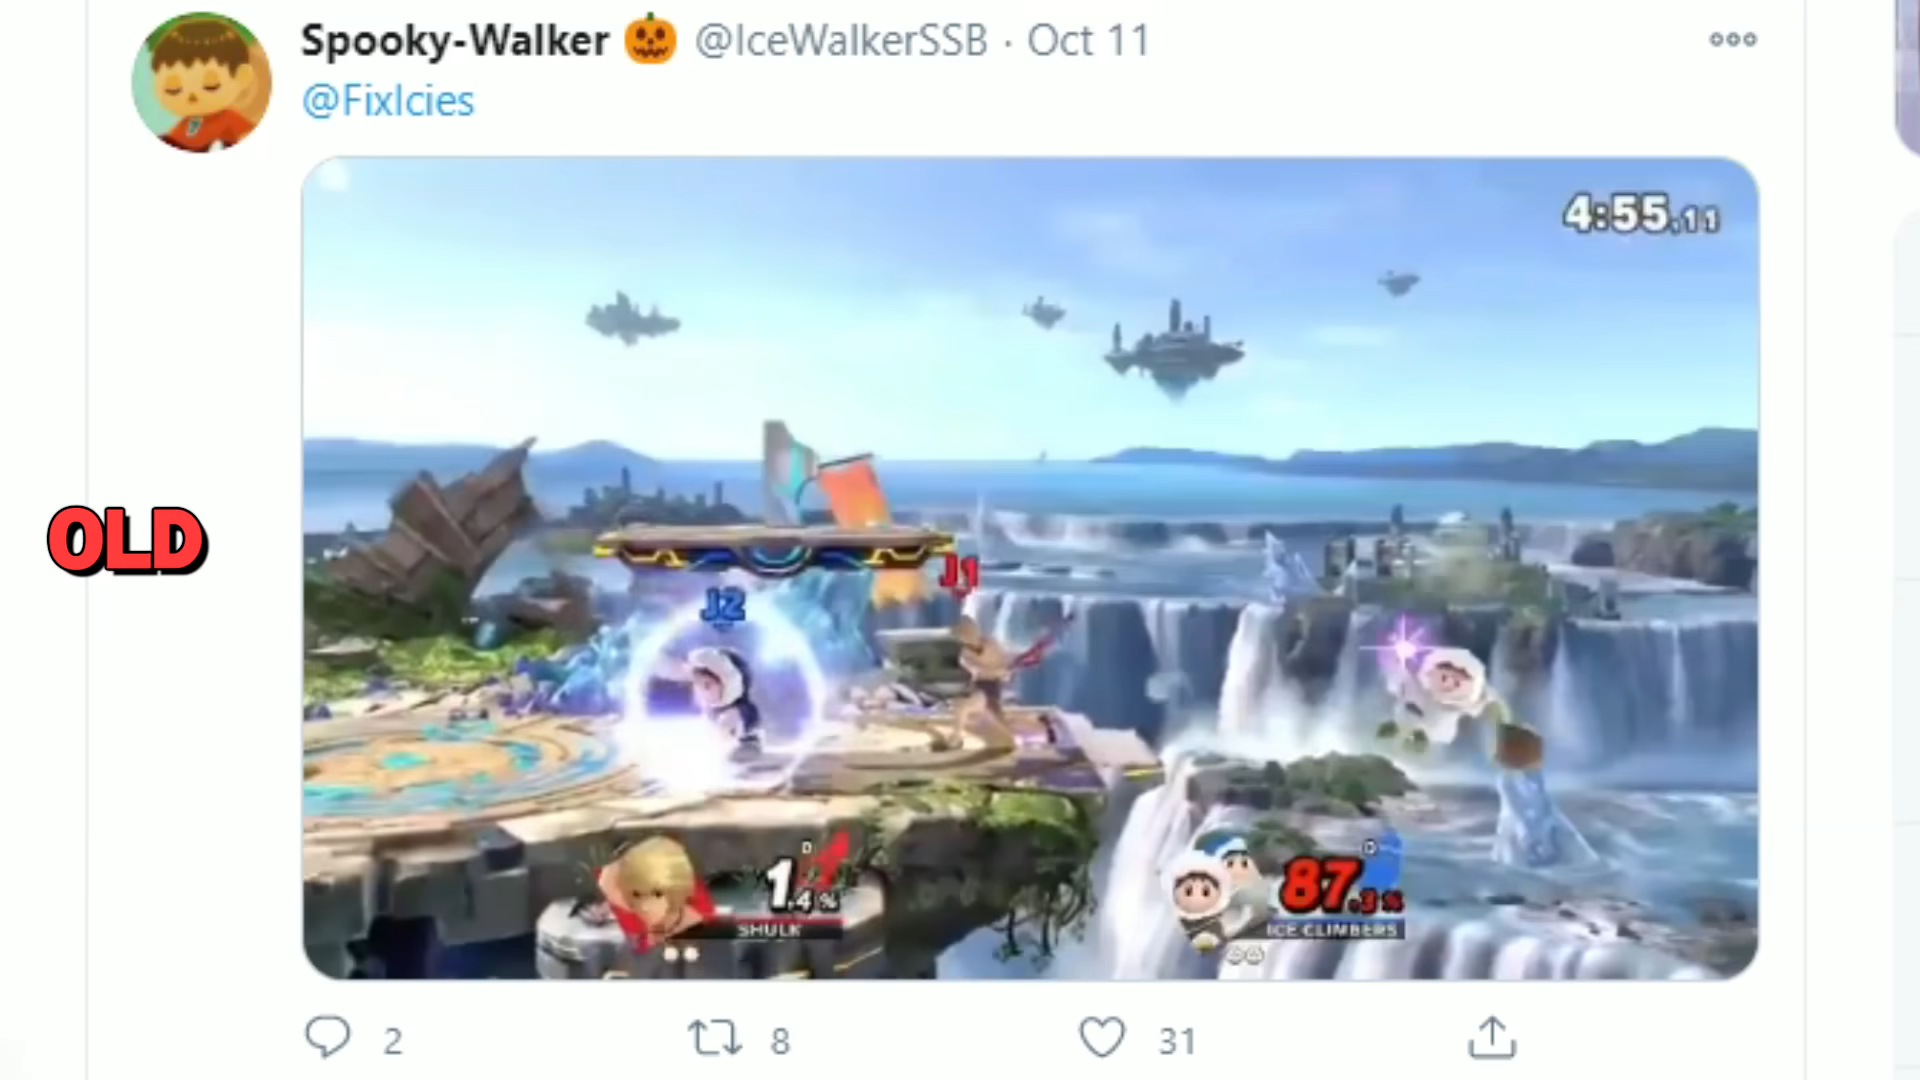 Spooky-Walker 🎃 @IceWalkerSSB · Oct 11
@FixIcies
4:55.11
OLD
J1
J2
1.4%
SHULK
87.3%
ICE CLIMBERS
2
8
31